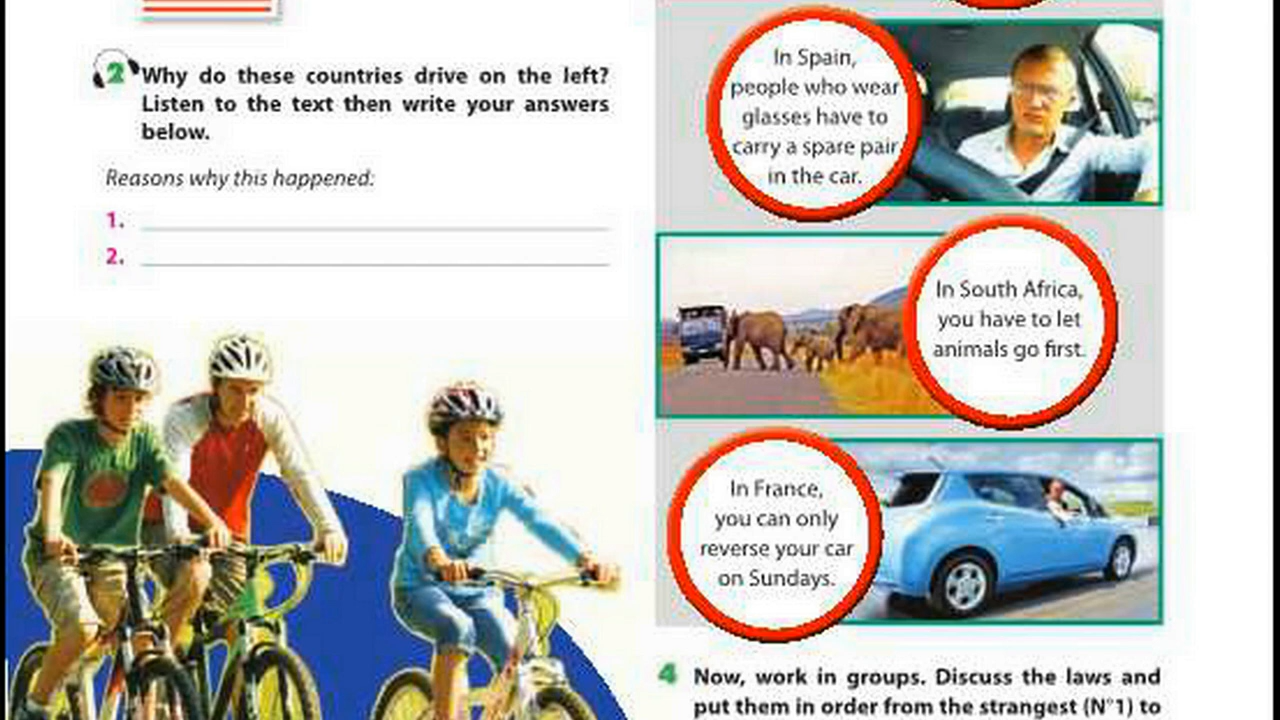 2 Why do these countries drive on the left?
Listen to the text then write your answers
below.
Reasons why this happened:
1.
2.
In Spain,
people who wear
glasses have to
carry a spare pair
in the car.
In South Africa,
you have to let
animals go first.
In France,
you can only
reverse your car
on Sundays.
4 Now, work in groups. Discuss the laws and
put them in order from the strangest (N°1) to